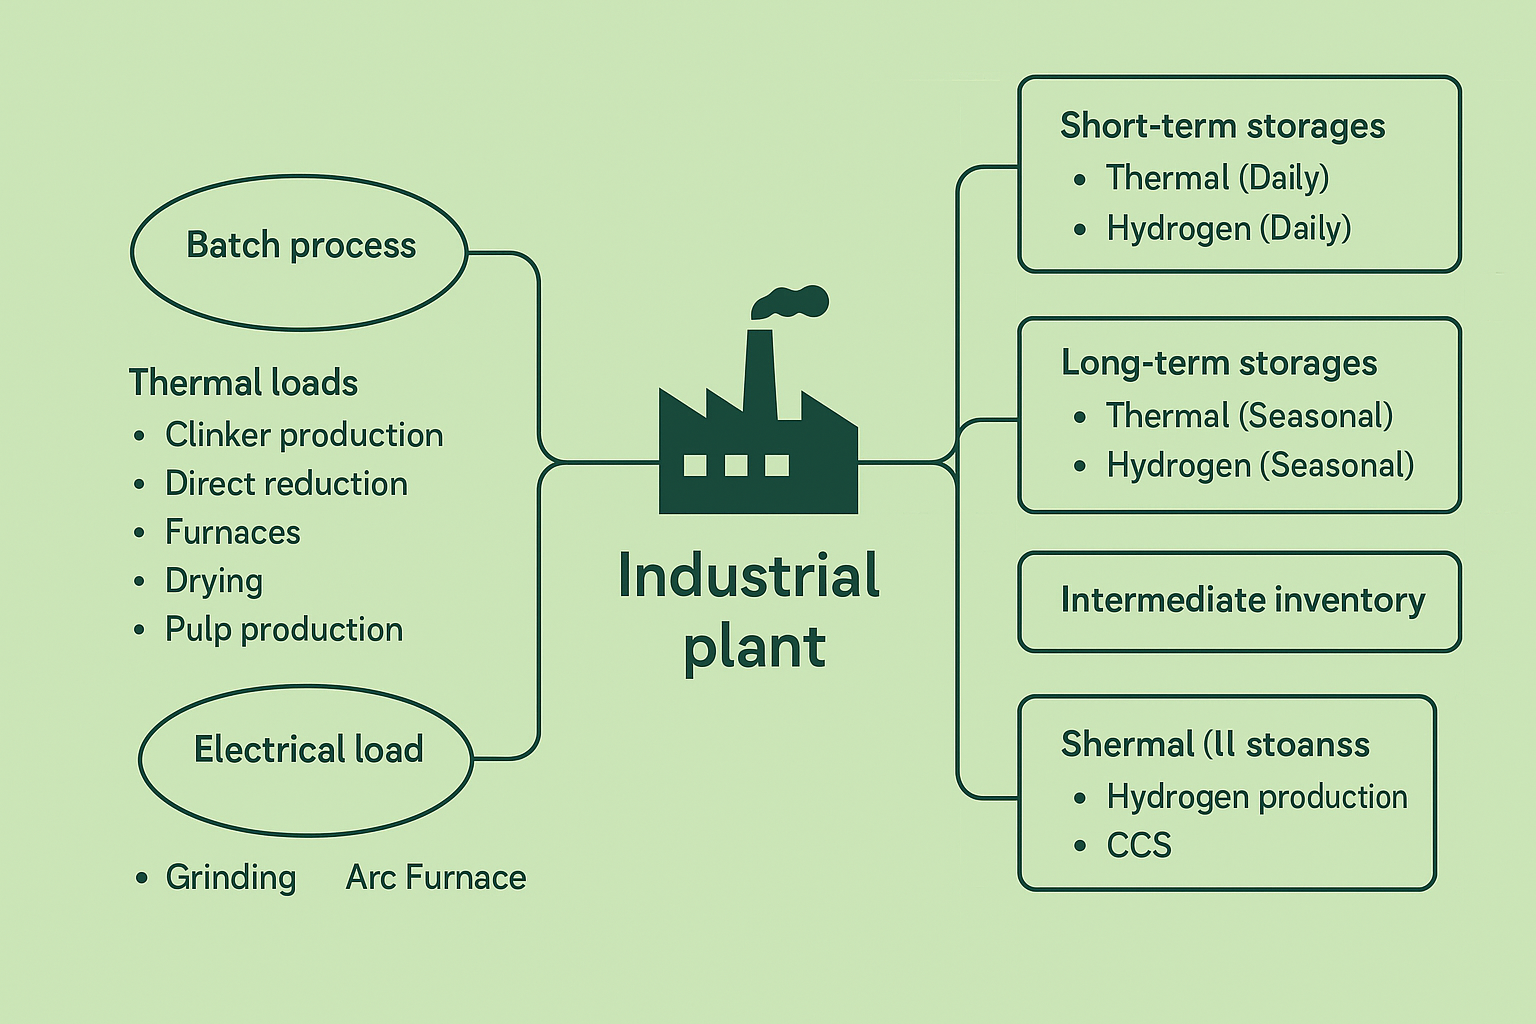 Batch process
Thermal loads
• Clinker production
• Direct reduction
• Furnaces
• Drying
• Pulp production
Electrical load
• Grinding Arc Furnace
Industrial
plant
Short-term storages
• Thermal (Daily)
• Hydrogen (Daily)
Long-term storages
• Thermal (Seasonal)
• Hydrogen (Seasonal)
Intermediate inventory
Shermal (ll stoanss
• Hydrogen production
• CCS